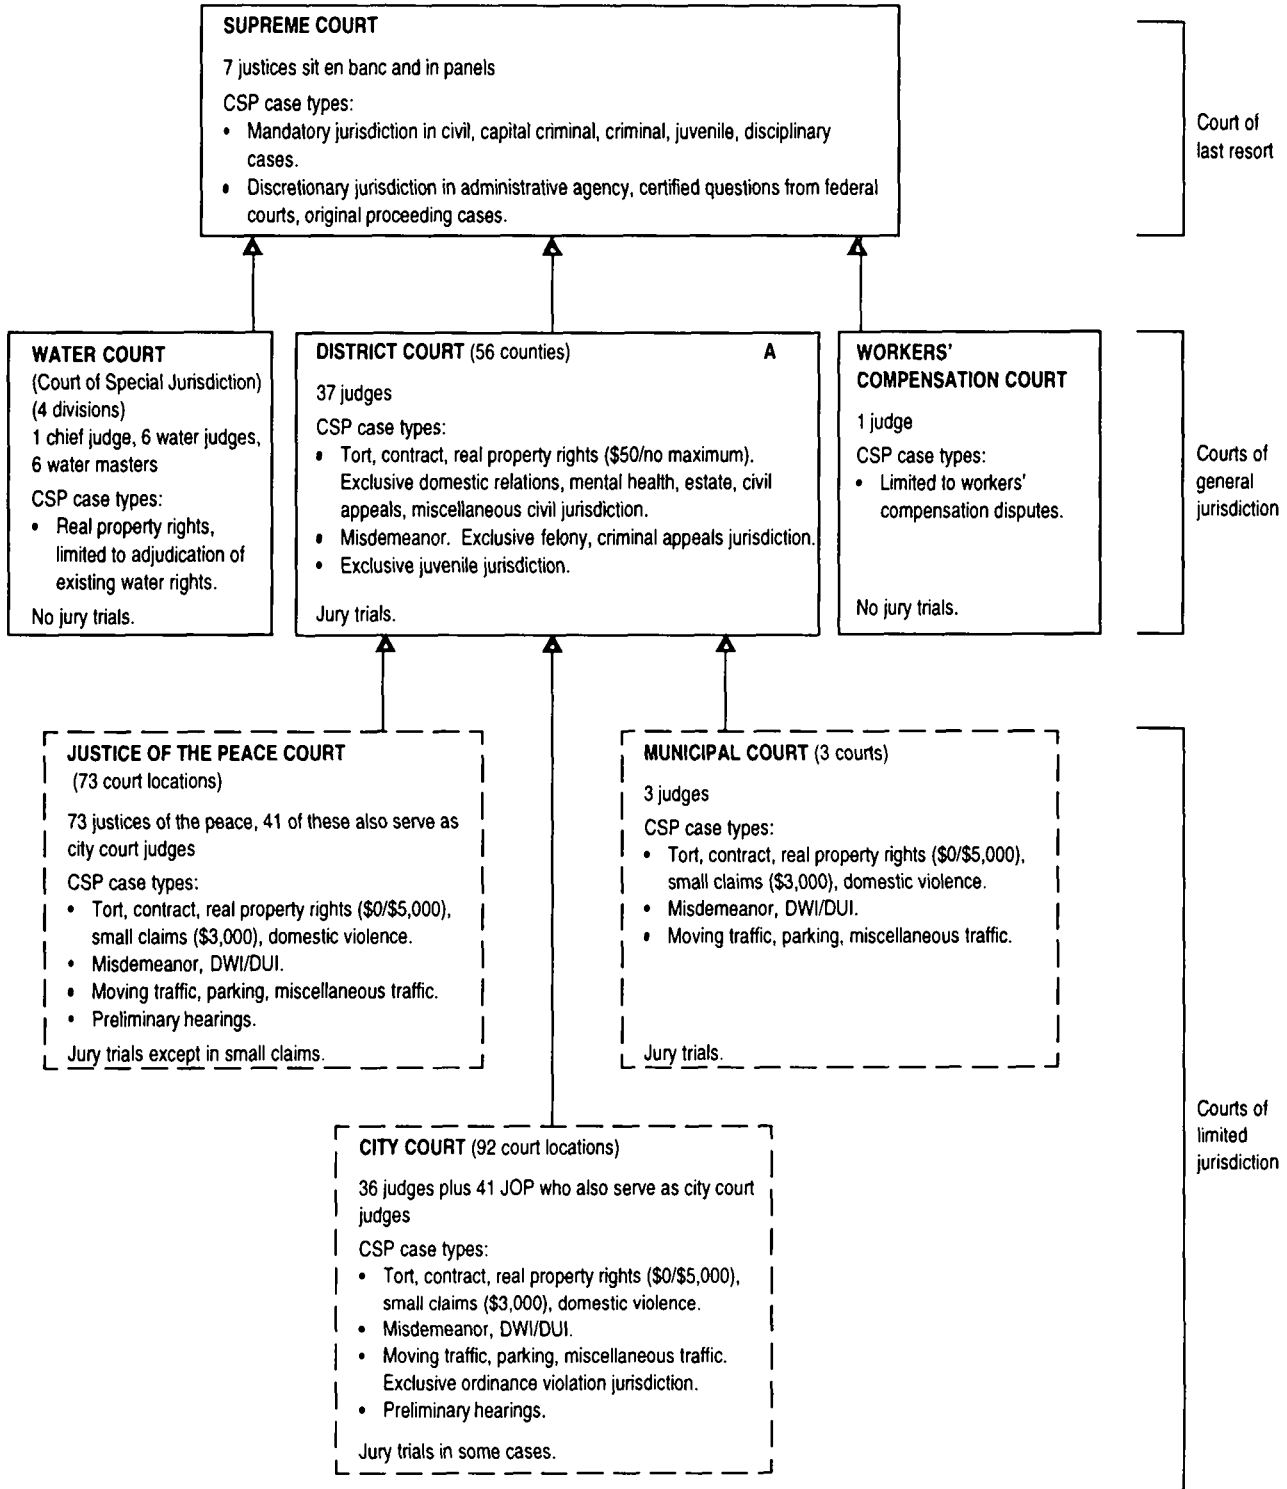 SUPREME COURT
7 justices sit en banc and in panels
CSP case types:
• Mandatory jurisdiction in civil, capital criminal, criminal, juvenile, disciplinary
cases.
• Discretionary jurisdiction in administrative agency, certified questions from federal
courts, original proceeding cases.
Court of
last resort
WATER COURT
(Court of Special Jurisdiction)
(4 divisions)
1 chief judge, 6 water judges,
6 water masters
CSP case types:
• Real property rights,
limited to adjudication of
existing water rights.
No jury trials.
DISTRICT COURT (56 counties) A
37 judges
CSP case types:
• Tort, contract, real property rights ($50/no maximum).
Exclusive domestic relations, mental health, estate, civil
appeals, miscellaneous civil jurisdiction.
• Misdemeanor. Exclusive felony, criminal appeals jurisdiction.
• Exclusive juvenile jurisdiction.
Jury trials.
WORKERS'
COMPENSATION COURT
1 judge
CSP case types:
• Limited to workers'
compensation disputes.
No jury trials.
Courts of
general
jurisdiction
JUSTICE OF THE PEACE COURT
(73 court locations)
73 justices of the peace, 41 of these also serve as
city court judges
CSP case types:
• Tort, contract, real property rights ($0/$5,000),
small claims ($3,000), domestic violence.
• Misdemeanor, DWI/DUI.
• Moving traffic, parking, miscellaneous traffic.
• Preliminary hearings.
Jury trials except in small claims.
MUNICIPAL COURT (3 courts)
3 judges
CSP case types:
• Tort, contract, real property rights ($0/$5,000),
small claims ($3,000), domestic violence.
• Misdemeanor, DWI/DUI.
• Moving traffic, parking, miscellaneous traffic.
Jury trials.
CITY COURT (92 court locations)
36 judges plus 41 JOP who also serve as city court
judges
CSP case types:
• Tort, contract, real property rights ($0/$5,000),
small claims ($3,000), domestic violence.
• Misdemeanor, DWI/DUI.
• Moving traffic, parking, miscellaneous traffic.
Exclusive ordinance violation jurisdiction.
• Preliminary hearings.
Jury trials in some cases.
Courts of
limited
jurisdiction